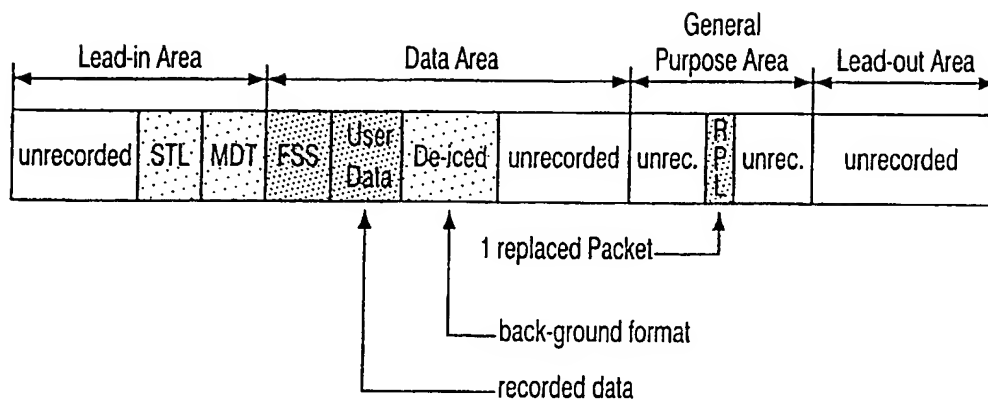 General
Lead-in Area Data Area Purpose Area Lead-out Area
unrecorded STL MDT FSS User Data De-iced unrecorded unrec. RPL unrec. unrecorded
1 replaced Packet
back-ground format
recorded data